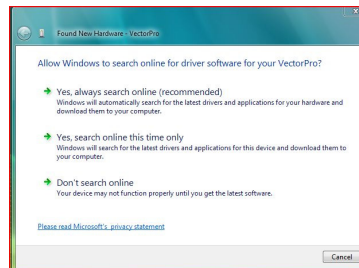 Found New Hardware - VectorPro
Allow Windows to search online for driver software for your VectorPro?
Yes, always search online (recommended)
Windows will automatically search for the latest drivers and applications for your hardware and
download them to your computer.
Yes, search online this time only
Windows will search for the latest drivers and applications for this device and download them to
your computer.
Don't search online
Your device may not function properly until you get the latest software.
Please read Microsoft's privacy statement
Cancel